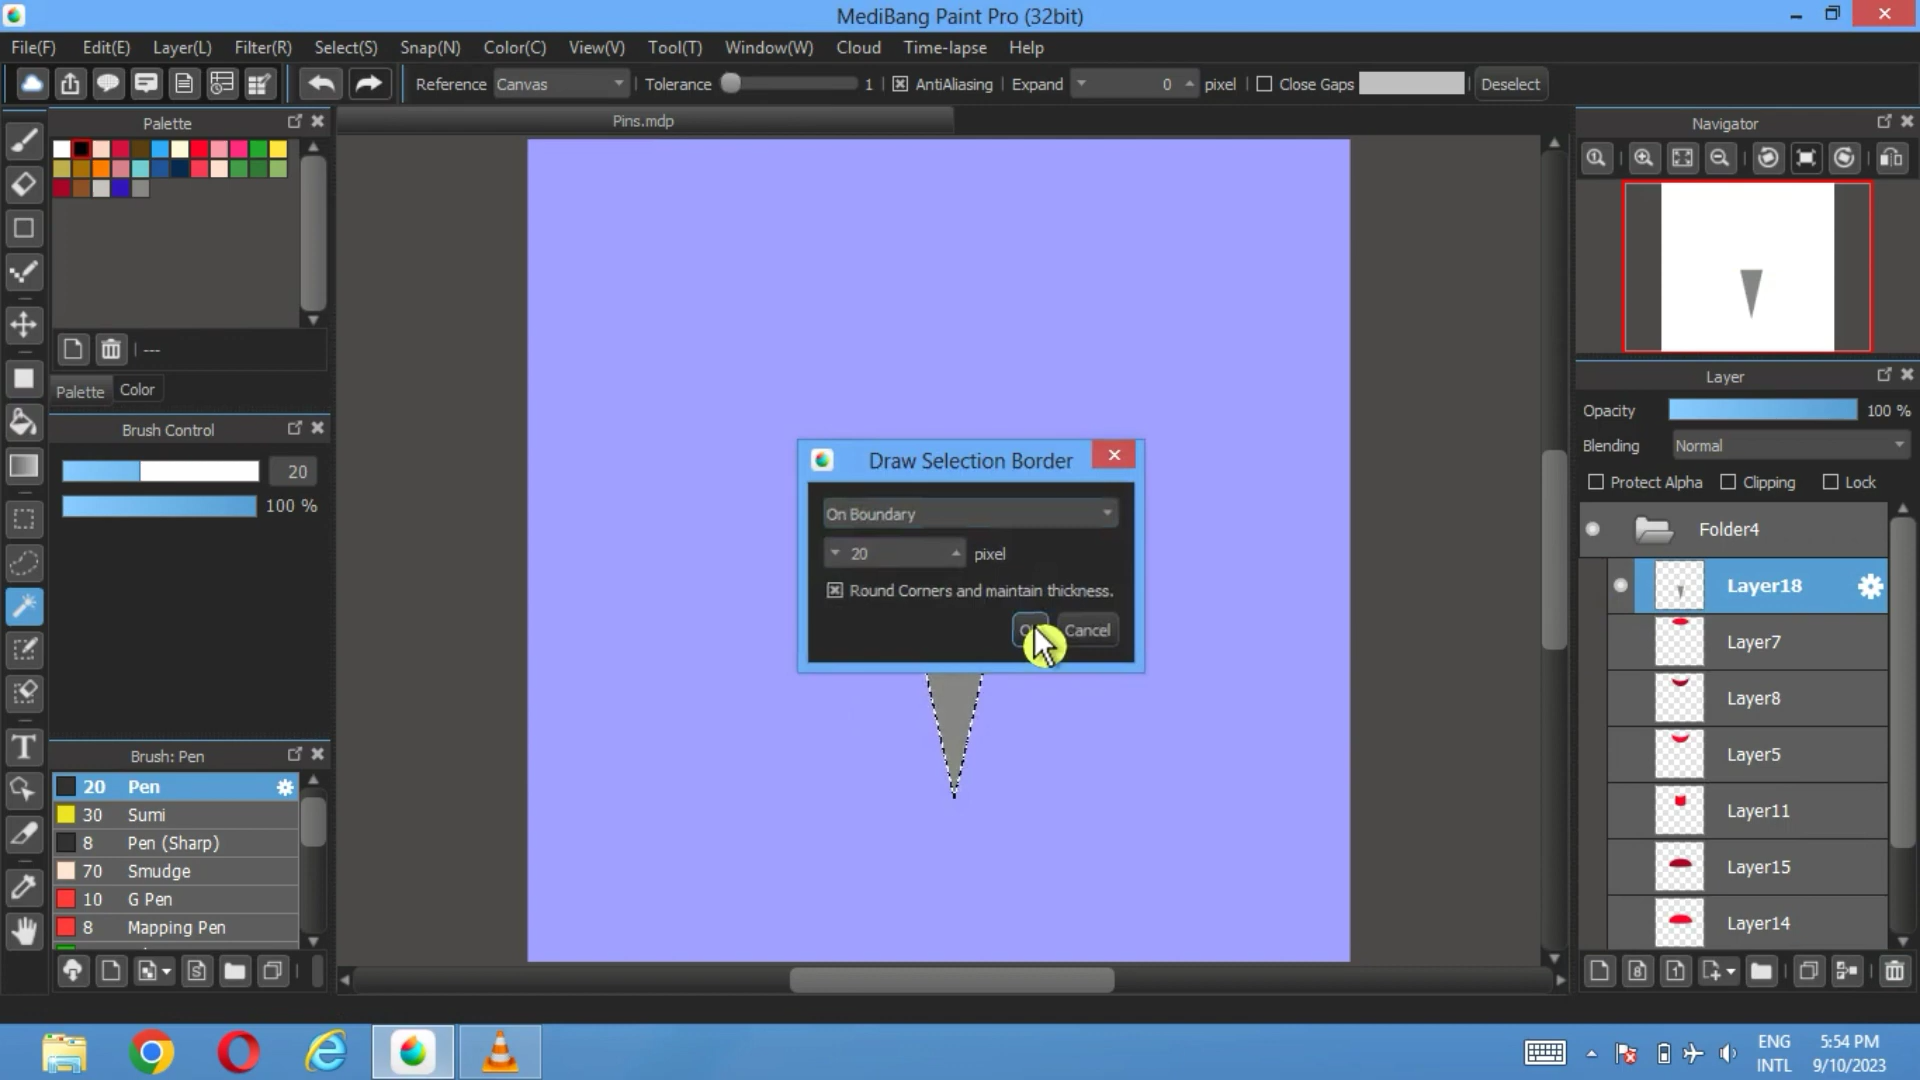 MediBang Paint Pro (32bit)
File(F) Edit(E) Layer(L) Filter(R) Select(S) Snap(N) Color(C) View(V) Tool(T) Window(W) Cloud Time-lapse Help
Reference Canvas Tolerance 1 AntiAliasing Expand 0 pixel Close Gaps Deselect
Palette
Pins.mdp
Navigator
---
Palette Color
Brush Control
20
100 %
Brush: Pen
20 Pen
30 Sumi
8 Pen (Sharp)
70 Smudge
10 G Pen
8 Mapping Pen
Draw Selection Border
On Boundary
20 pixel
Round Corners and maintain thickness.
Cancel
Layer
Opacity 100 %
Blending Normal
Protect Alpha Clipping Lock
Folder4
Layer18
Layer7
Layer8
Layer5
Layer11
Layer15
Layer14
ENG
INTL
5:54 PM
9/10/2023